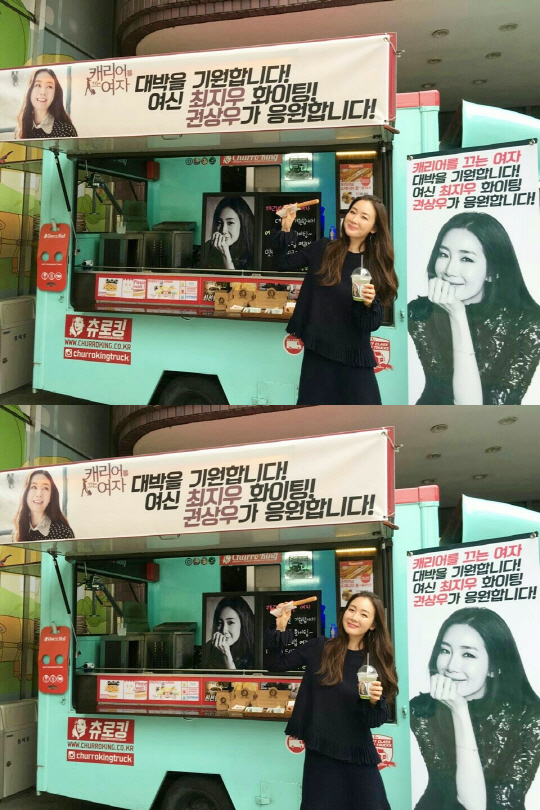 캐리어를
끄는 여자
대박을 기원합니다!
여신 최지우 화이팅!
권상우가 응원합니다!
Churro King
캐리어를 끄는 여자
대박을 기원합니다!
여신 최지우 화이팅
권상우가 응원합니다!
츄로킹
WWW.CHURROKING.CO.KR
churrokingtruck
캐리어를
끄는 여자
대박을 기원합니다!
여신 최지우 화이팅!
권상우가 응원합니다!
Churro King
캐리어를 끄는 여자
대박을 기원합니다!
여신 최지우 화이팅
권상우가 응원합니다!
츄로킹
WWW.CHURROKING.CO.KR
churrokingtruck